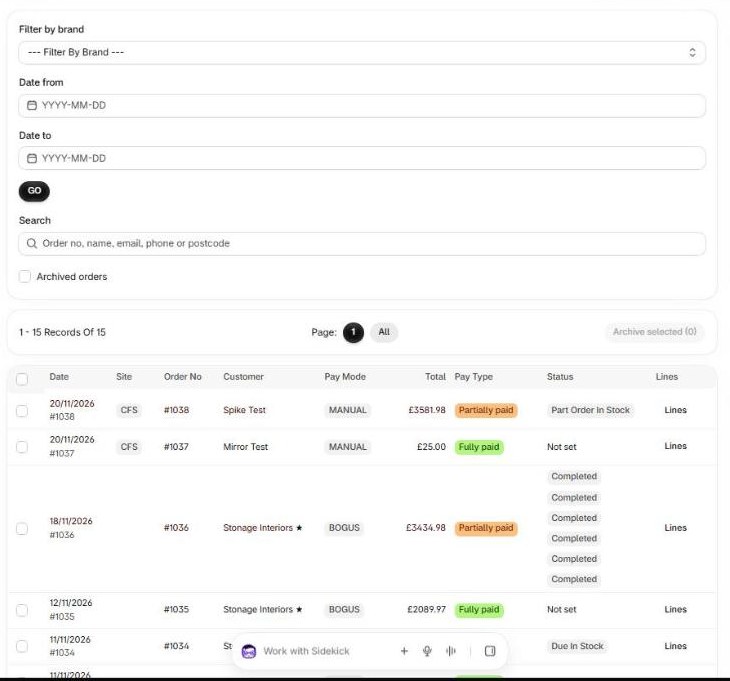 Filter by brand
--- Filter By Brand ---
Date from
YYYY-MM-DD
Date to
YYYY-MM-DD
GO
Search
Order no, name, email, phone or postcode
Archived orders
1 - 15 Records Of 15 Page: 1 All Archive selected (0)
Date Site Order No Customer Pay Mode Total Pay Type Status Lines
20/11/2026 CFS #1038 Spike Test MANUAL £3581.98 Partially paid Part Order In Stock Lines
#1038
20/11/2026 CFS #1037 Mirror Test MANUAL £25.00 Fully paid Not set Lines
#1037
Completed
Completed
Completed
18/11/2026 #1036 Stonage Interiors ★ BOGUS £3434.98 Partially paid Lines
#1036
Completed
Completed
Completed
12/11/2026 #1035 Stonage Interiors ★ BOGUS £2089.97 Fully paid Not set Lines
#1035
11/11/2026 #1034 St Due In Stock Lines
#1034
Work with Sidekick
11/11/2026